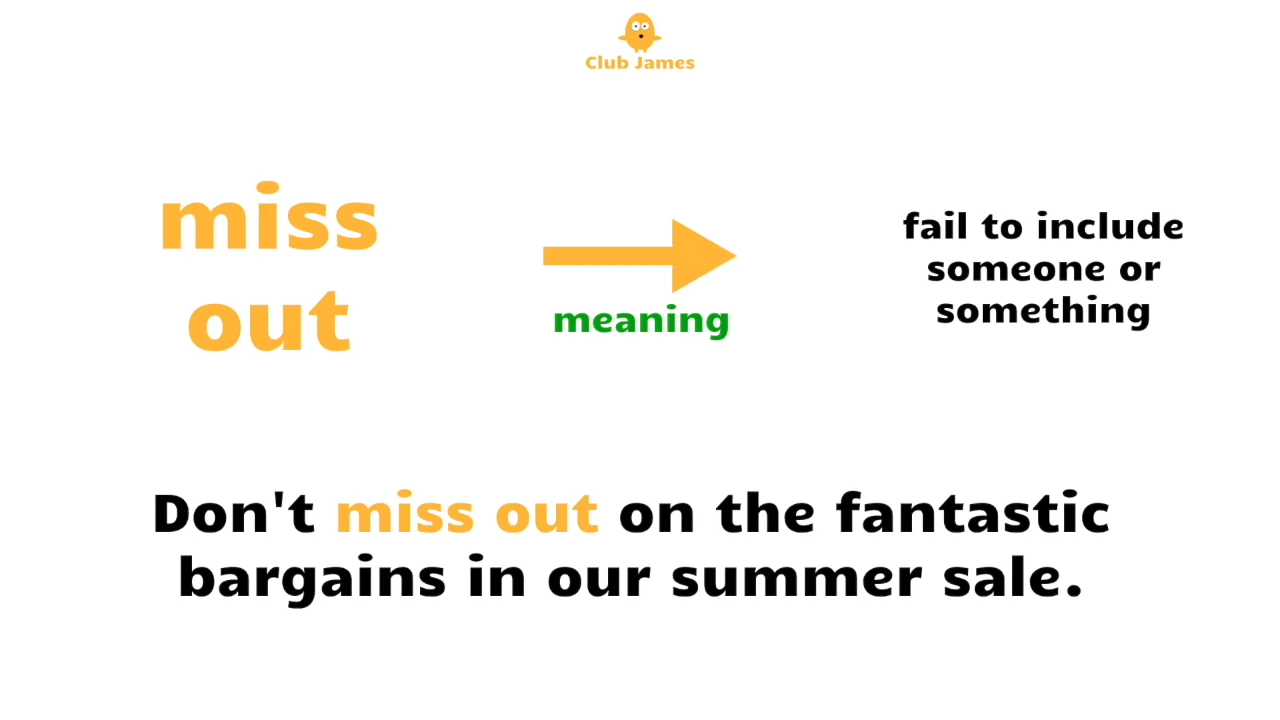 Club James
miss
out
meaning
fail to include
someone or
something
Don't miss out on the fantastic
bargains in our summer sale.